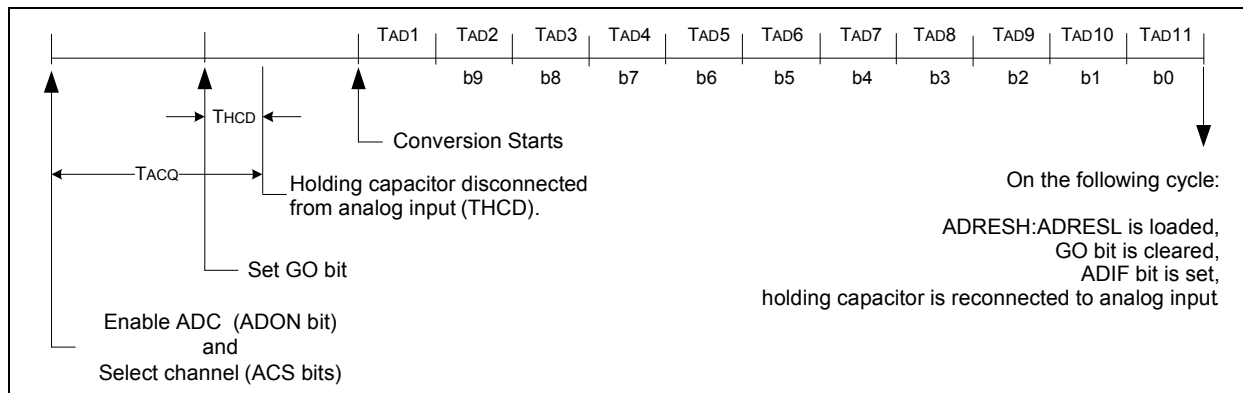 TAD1 TAD2 TAD3 TAD4 TAD5 TAD6 TAD7 TAD8 TAD9 TAD10 TAD11
b9 b8 b7 b6 b5 b4 b3 b2 b1 b0
THCD
Conversion Starts
TACQ
Holding capacitor disconnected
from analog input (THCD).
On the following cycle:
ADRESH:ADRESL is loaded,
GO bit is cleared,
ADIF bit is set,
holding capacitor is reconnected to analog input
Set GO bit
Enable ADC (ADON bit)
and
Select channel (ACS bits)